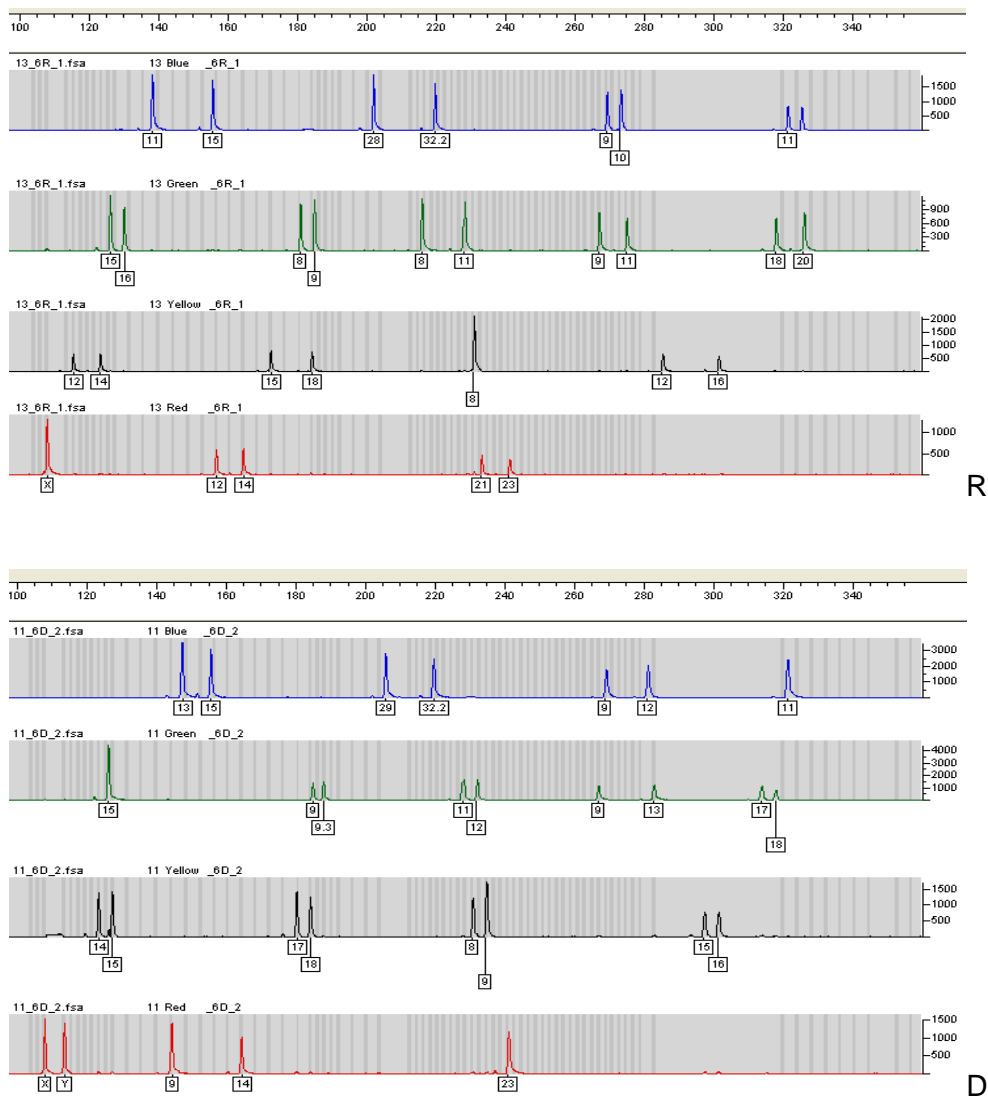 100 120 140 160 180 200 220 240 260 280 300 320 340
13_6R_1.fsa 13 Blue _6R_1
1500
1000
500
11 15 28 32.2 9 10 11
13_6R_1.fsa 13 Green _6R_1
900
600
300
15 16 8 9 8 11 9 11 18 20
13_6R_1.fsa 13 Yellow _6R_1
2000
1500
1000
500
12 14 15 18 8 12 16
13_6R_1.fsa 13 Red _6R_1
1000
500
X 12 14 21 23
R
100 120 140 160 180 200 220 240 260 280 300 320 340
11_6D_2.fsa 11 Blue _6D_2
3000
2000
1000
13 15 29 32.2 9 12 11
11_6D_2.fsa 11 Green _6D_2
4000
3000
2000
1000
15 9 9.3 11 12 9 13 17 18
11_6D_2.fsa 11 Yellow _6D_2
1500
1000
500
14 15 17 18 8 9 15 16
11_6D_2.fsa 11 Red _6D_2
1500
1000
500
X Y 9 14 23
D